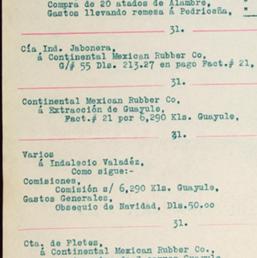 Compra de 20 atados de Alambre,
Gastos llevando remesa á Pedriceña,
31.
Cía Ind. Jabonera,
á Continental Mexican Rubber Co.
G/# 55 Dls. 213.27 en pago Fact.# 21,
31.
Continental Mexican Rubber Co,
á Extracción de Guayule,
Fact.# 21 por 6,290 Kls. Guayule,
31.
Varios
á Indalecio Valadéz,
Como sigue:-
Comisiones,
Comisión s/ 6,290 Kls. Guayule,
Gastos Generales,
Obsequio de Navidad, Dls.50.00
31.
Cta. de Fletes,
á Continental Mexican Rubber Co.,